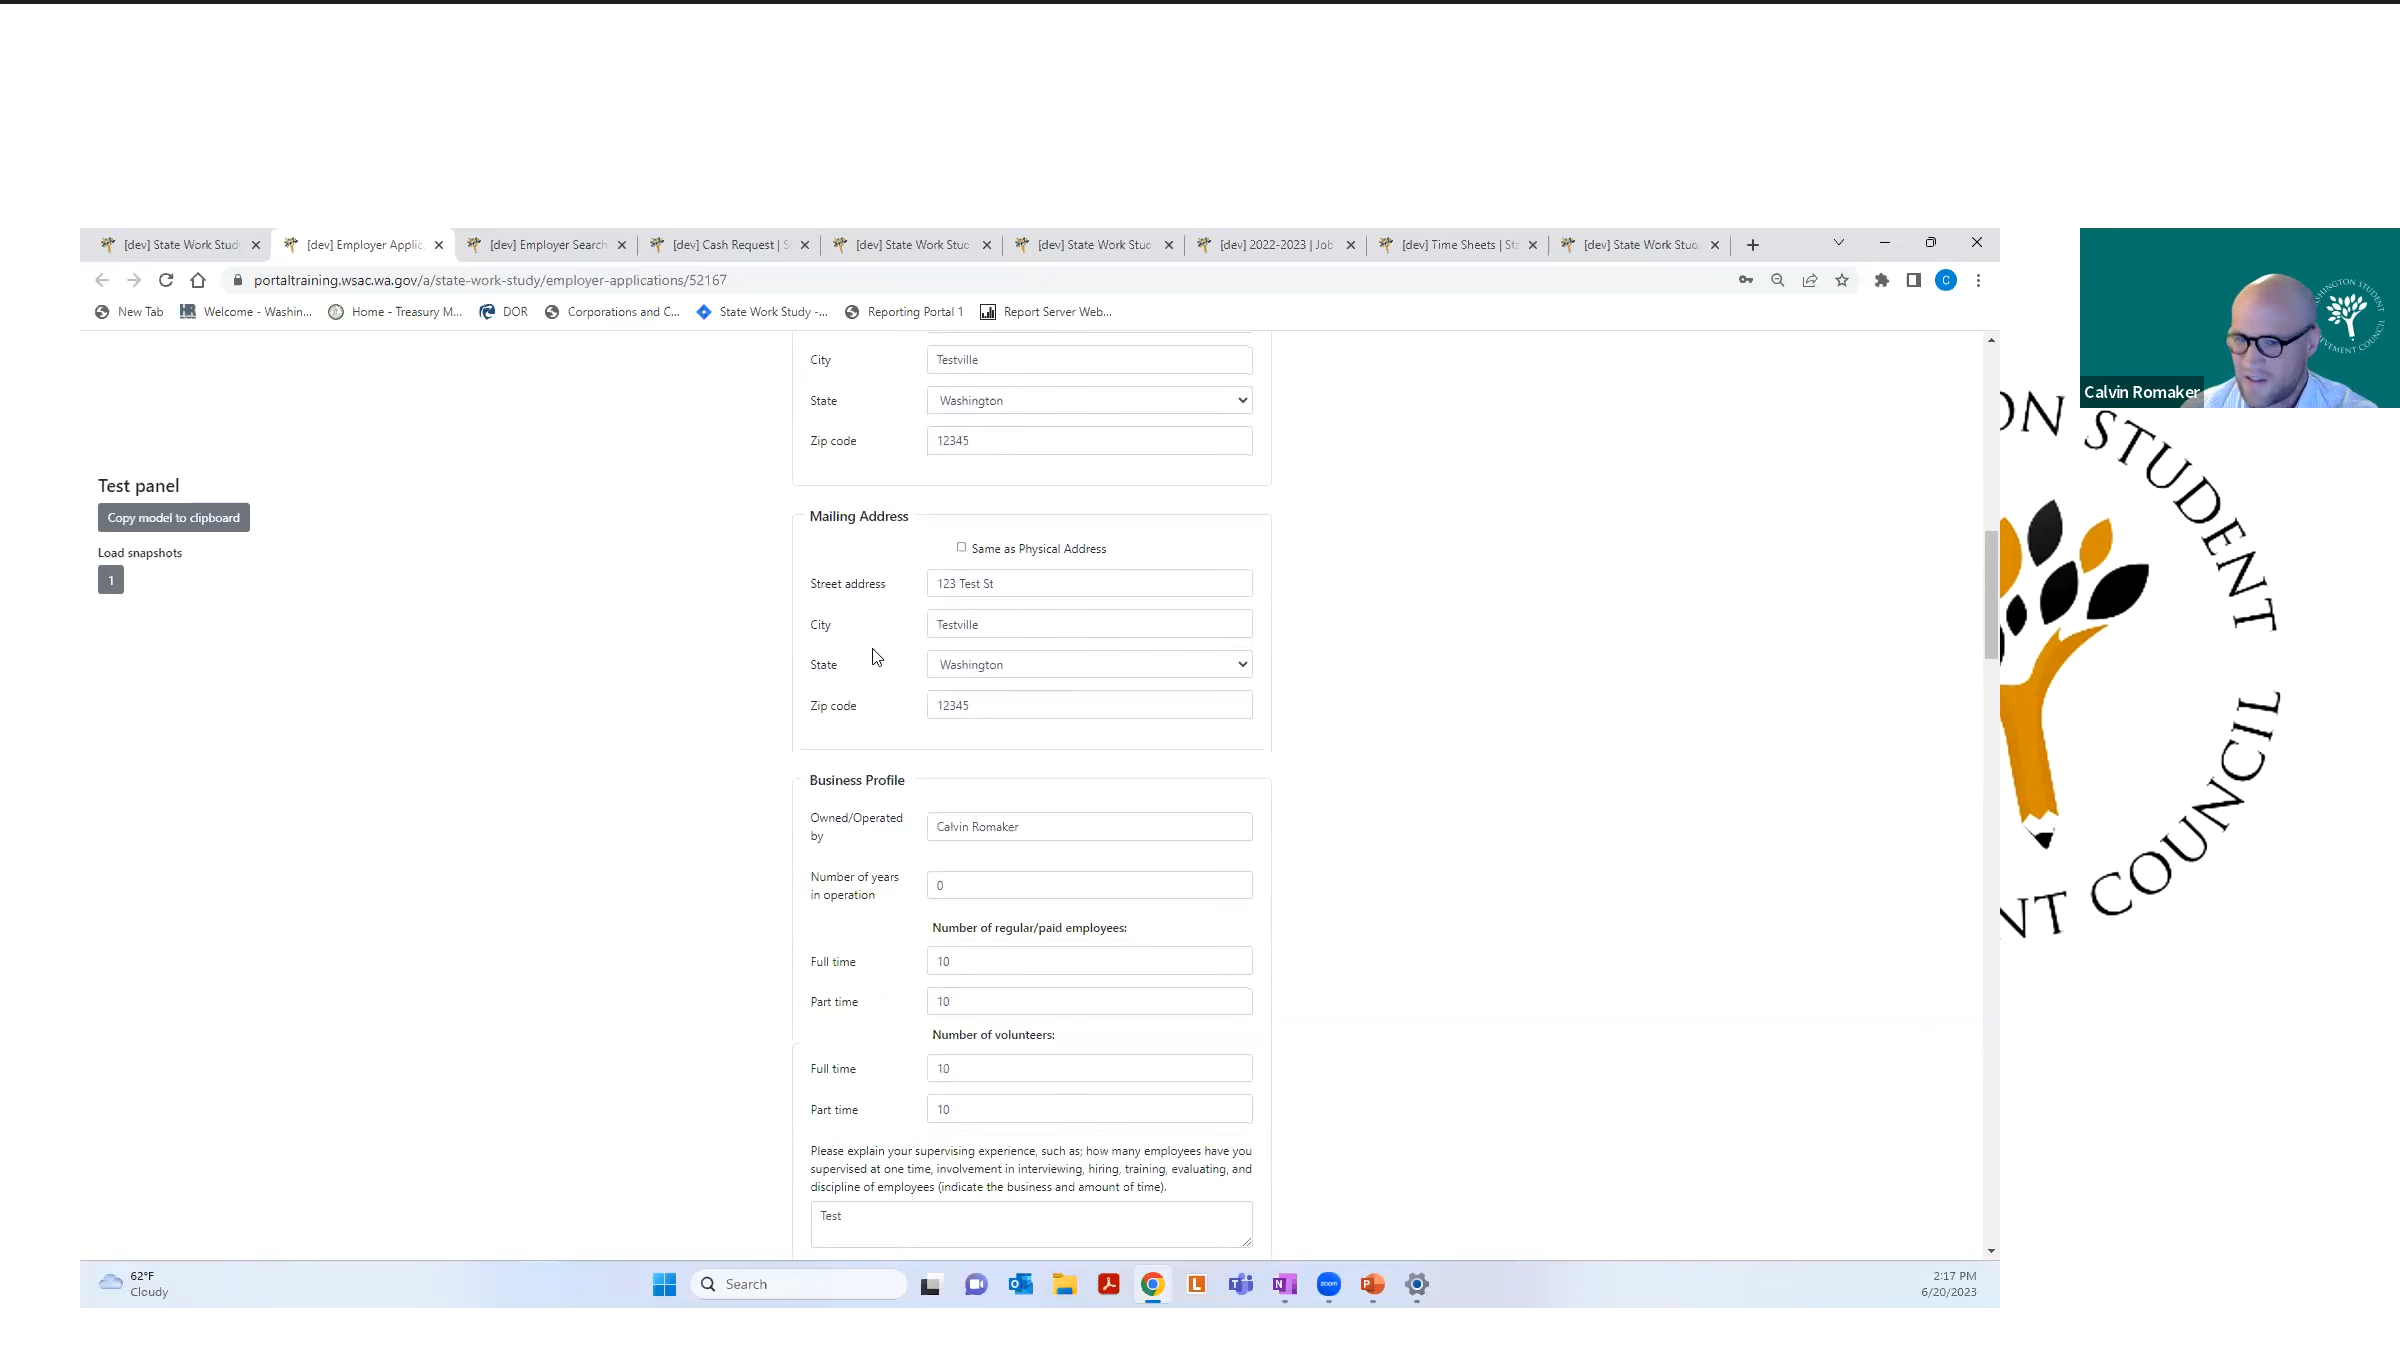 [dev] State Work Stud
[dev] Employer Applic
[dev] Employer Search
[dev] Cash Request | S
[dev] State Work Stud
[dev] State Work Stud
[dev] 2022-2023 | Job
[dev] Time Sheets | Sta
[dev] State Work Stud
portaltraining.wsac.wa.gov/a/state-work-study/employer-applications/52167
C
New Tab
Welcome - Washin...
Home - Treasury M...
DOR
Corporations and C...
State Work Study -...
Reporting Portal 1
Report Server Web...
City
Testville
State
Washington
Zip code
12345
Test panel
Copy model to clipboard
Load snapshots
1
Mailing Address
Same as Physical Address
Street address
123 Test St
City
Testville
State
Washington
Zip code
12345
Business Profile
Owned/Operated
by
Calvin Romaker
Number of years
in operation
0
Number of regular/paid employees:
Full time
10
Part time
10
Number of volunteers:
Full time
10
Part time
10
Please explain your supervising experience, such as; how many employees have you
supervised at one time, involvement in interviewing, hiring, training, evaluating, and
discipline of employees (indicate the business and amount of time).
Test
62°F
Cloudy
Search
zoom
2:17 PM
6/20/2023
Calvin Romaker
ON STUDENT
NT COUNCIL